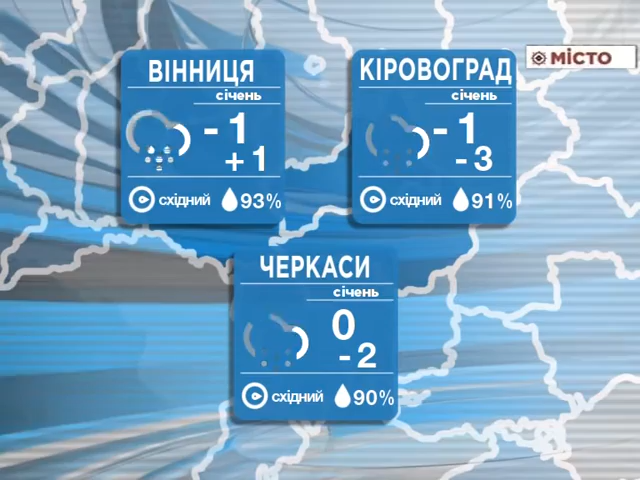 МІСТО
ВІННИЦЯ
січень
- 1
+ 1
східний
93%
КІРОВОГРАД
січень
- 1
- 3
східний
91%
ЧЕРКАСИ
січень
0
- 2
східний
90%